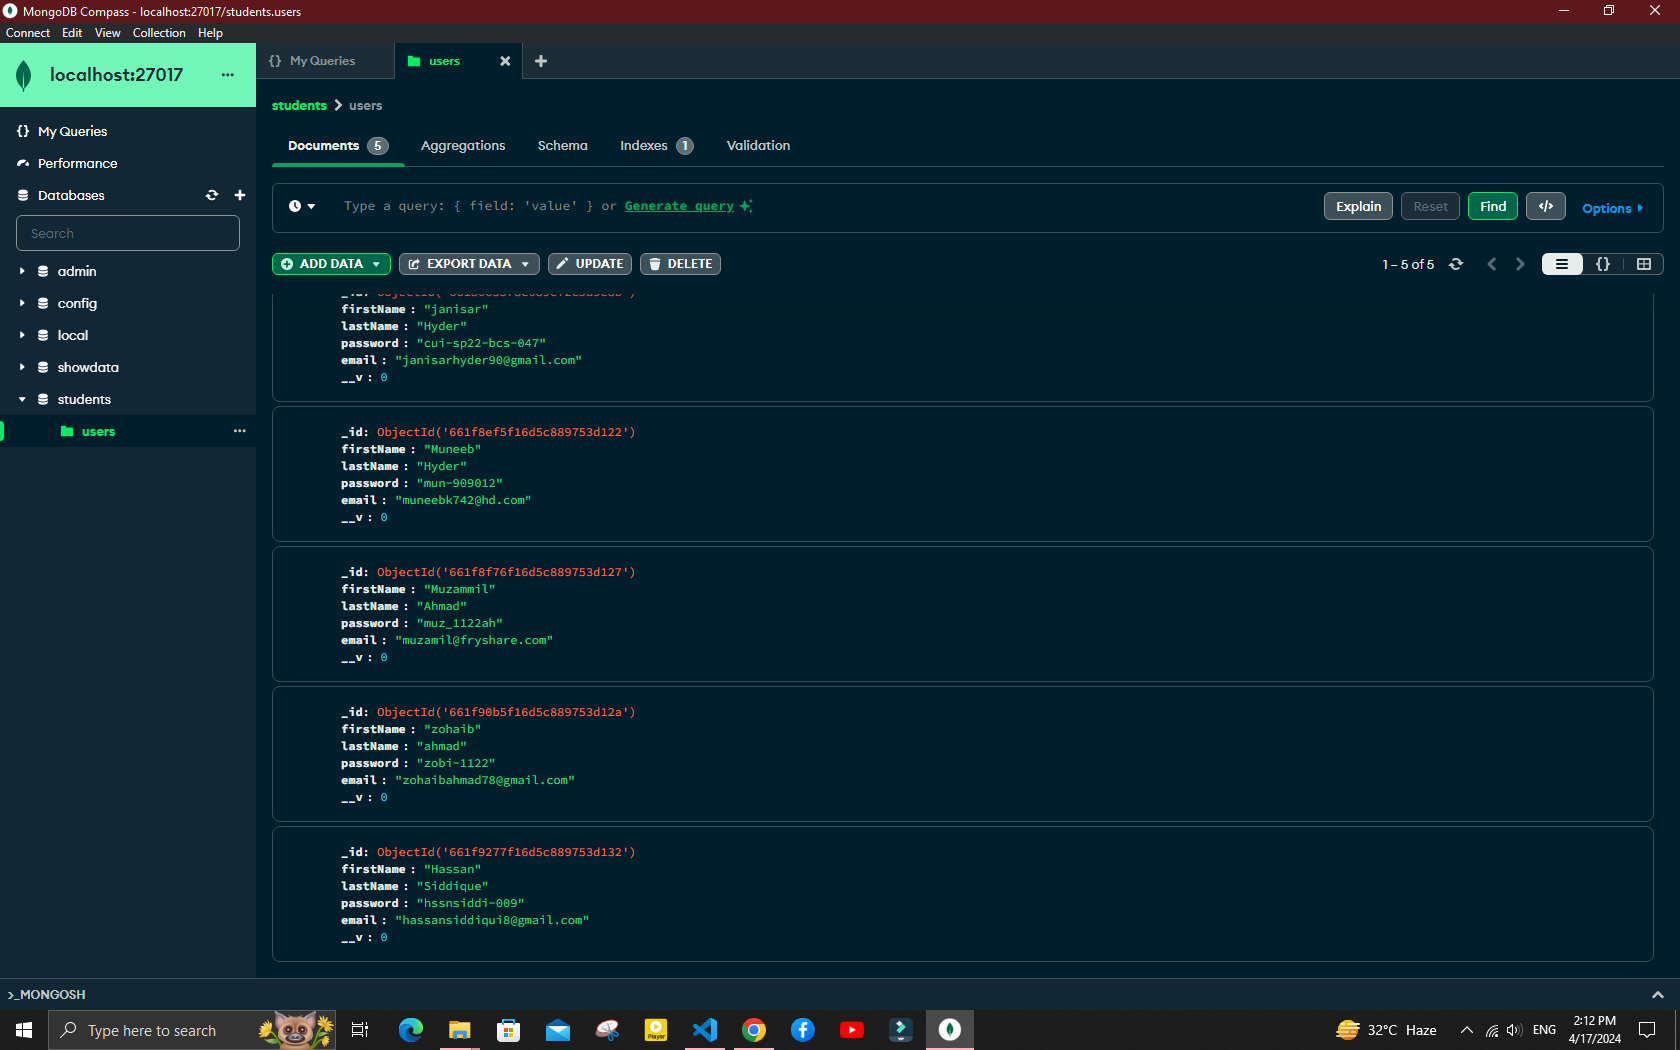 MongoDB Compass - localhost:27017/students.users
Connect Edit View Collection Help
localhost:27017 ...
{} My Queries
users
students > users
{} My Queries
Performance
Databases
Search
admin
config
local
showdata
students
users ...
Documents 5 Aggregations Schema Indexes 1 Validation
Type a query: { field: 'value' } or Generate query
Explain Reset Find </> Options
ADD DATA EXPORT DATA UPDATE DELETE
1 – 5 of 5 {}
firstName : "janisar"
lastName : "Hyder"
password : "cui-sp22-bcs-047"
email : "janisarhyder90@gmail.com"
__v : 0
_id: ObjectId('661f8ef5f16d5c889753d122')
firstName : "Muneeb"
lastName : "Hyder"
password : "mun-909012"
email : "muneebk742@hd.com"
__v : 0
_id: ObjectId('661f8f76f16d5c889753d127')
firstName : "Muzammil"
lastName : "Ahmad"
password : "muz_1122ah"
email : "muzamil@fryshare.com"
__v : 0
_id: ObjectId('661f90b5f16d5c889753d12a')
firstName : "zohaib"
lastName : "ahmad"
password : "zobi-1122"
email : "zohaibahmad78@gmail.com"
__v : 0
_id: ObjectId('661f9277f16d5c889753d132')
firstName : "Hassan"
lastName : "Siddique"
password : "hssnsiddi-009"
email : "hassansiddiqui8@gmail.com"
__v : 0
>_MONGOSH
Type here to search
Player
32°C Haze
ENG
2:12 PM
4/17/2024